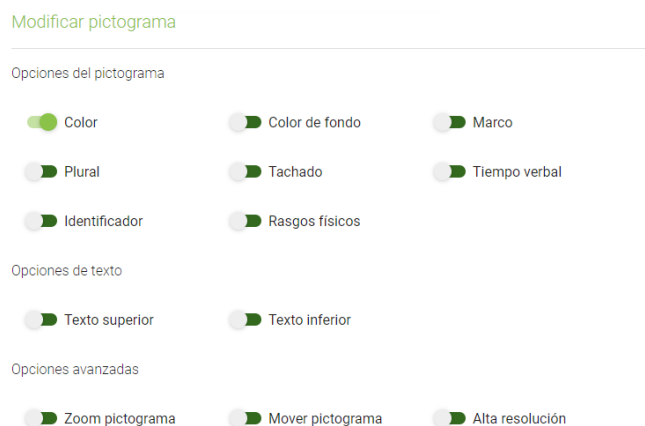 Modificar pictograma
Opciones del pictograma
Color Color de fondo Marco
Plural Tachado Tiempo verbal
Identificador Rasgos físicos
Opciones de texto
Texto superior Texto inferior
Opciones avanzadas
Zoom pictograma Mover pictograma Alta resolución